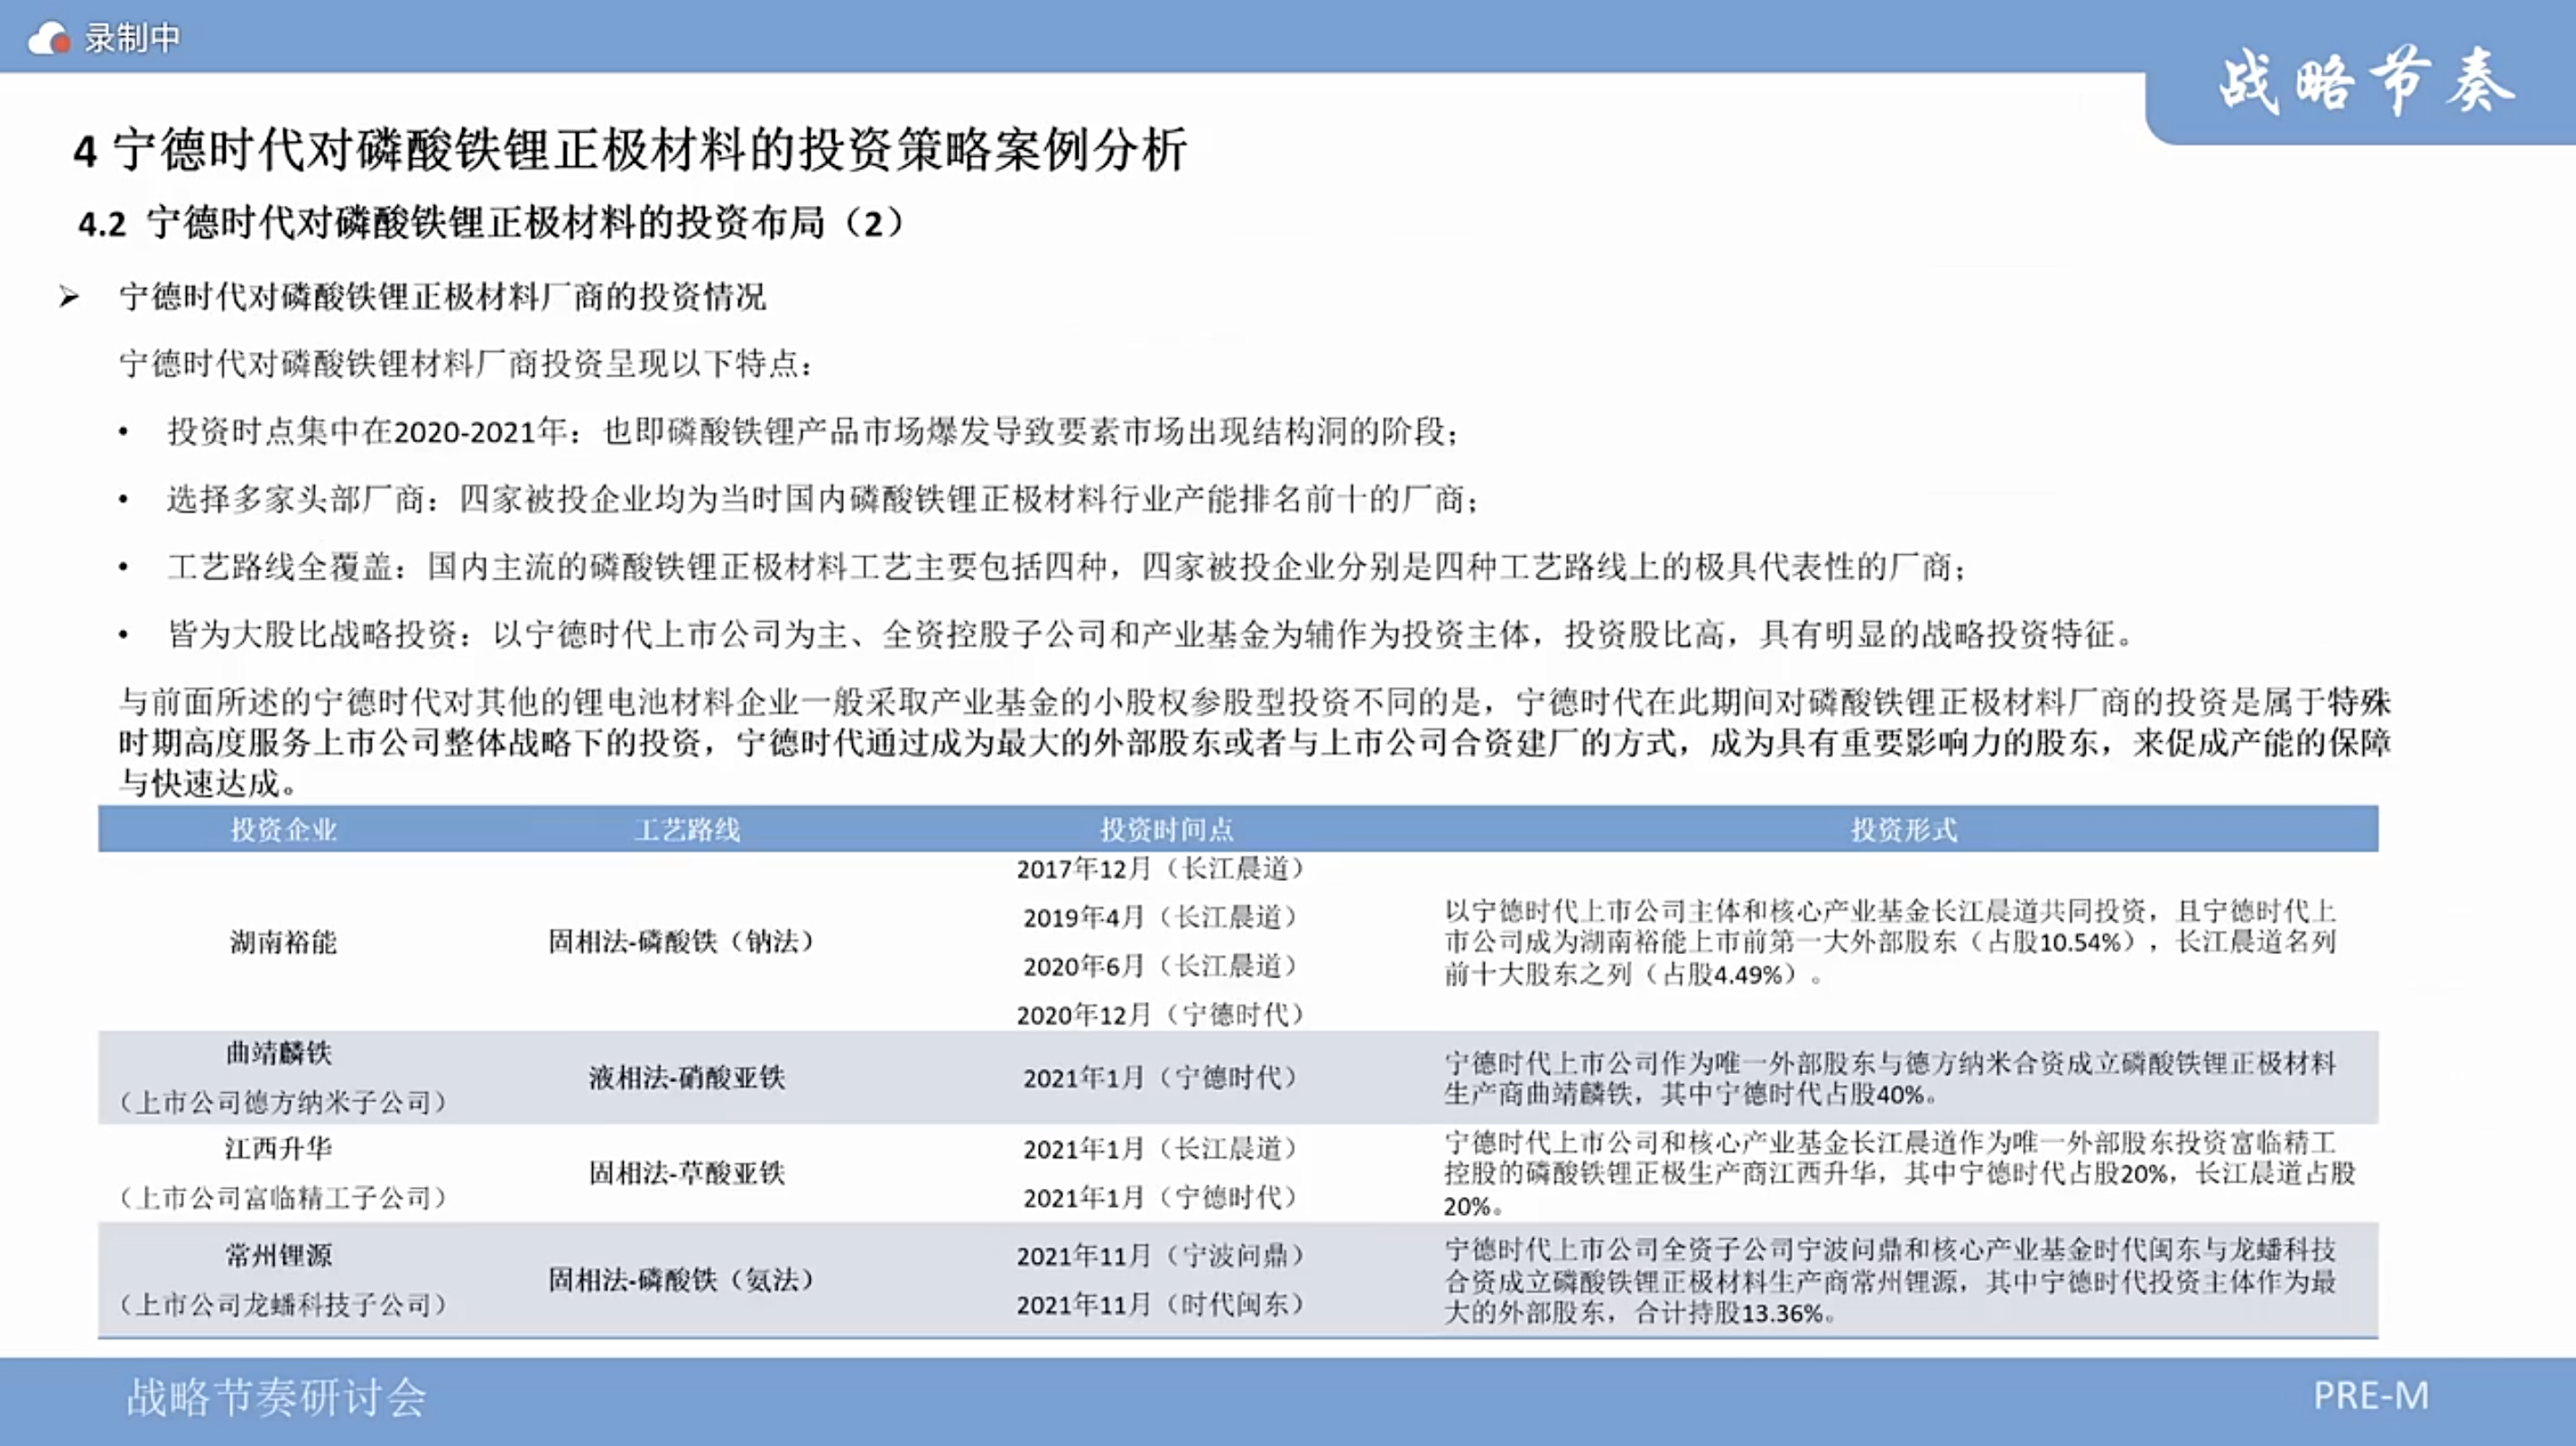 录制中
战略节奏
4 宁德时代对磷酸铁锂正极材料的投资策略案例分析
4.2 宁德时代对磷酸铁锂正极材料的投资布局（2）
➢ 宁德时代对磷酸铁锂正极材料厂商的投资情况
宁德时代对磷酸铁锂材料厂商投资呈现以下特点：
• 投资时点集中在2020-2021年：也即磷酸铁锂产品市场爆发导致要素市场出现结构洞的阶段；
• 选择多家头部厂商：四家被投企业均为当时国内磷酸铁锂正极材料行业产能排名前十的厂商；
• 工艺路线全覆盖：国内主流的磷酸铁锂正极材料工艺主要包括四种，四家被投企业分别是四种工艺路线上的极具代表性的厂商；
• 皆为大股比战略投资：以宁德时代上市公司为主、全资控股子公司和产业基金为辅作为投资主体，投资股比高，具有明显的战略投资特征。
与前面所述的宁德时代对其他的锂电池材料企业一般采取产业基金的小股权参股型投资不同的是，宁德时代在此期间对磷酸铁锂正极材料厂商的投资是属于特殊
时期高度服务上市公司整体战略下的投资，宁德时代通过成为最大的外部股东或者与上市公司合资建厂的方式，成为具有重要影响力的股东，来促成产能的保障
与快速达成。
投资企业 工艺路线 投资时间点 投资形式
湖南裕能
固相法-磷酸铁（钠法）
2017年12月（长江晨道）
2019年4月（长江晨道）
2020年6月（长江晨道）
2020年12月（宁德时代）
以宁德时代上市公司主体和核心产业基金长江晨道共同投资，且宁德时代上
市公司成为湖南裕能上市前第一大外部股东（占股10.54%），长江晨道名列
前十大股东之列（占股4.49%）。
曲靖麟铁
（上市公司德方纳米子公司）
液相法-硝酸亚铁
2021年1月（宁德时代）
宁德时代上市公司作为唯一外部股东与德方纳米合资成立磷酸铁锂正极材料
生产商曲靖麟铁，其中宁德时代占股40%。
江西升华
（上市公司富临精工子公司）
固相法-草酸亚铁
2021年1月（长江晨道）
2021年1月（宁德时代）
宁德时代上市公司和核心产业基金长江晨道作为唯一外部股东投资富临精工
控股的磷酸铁锂正极生产商江西升华，其中宁德时代占股20%，长江晨道占股
20%。
常州锂源
（上市公司龙蟠科技子公司）
固相法-磷酸铁（氨法）
2021年11月（宁波问鼎）
2021年11月（时代闽东）
宁德时代上市公司全资子公司宁波问鼎和核心产业基金时代闽东与龙蟠科技
合资成立磷酸铁锂正极材料生产商常州锂源，其中宁德时代投资主体作为最
大的外部股东，合计持股13.36%。
战略节奏研讨会
PRE-M